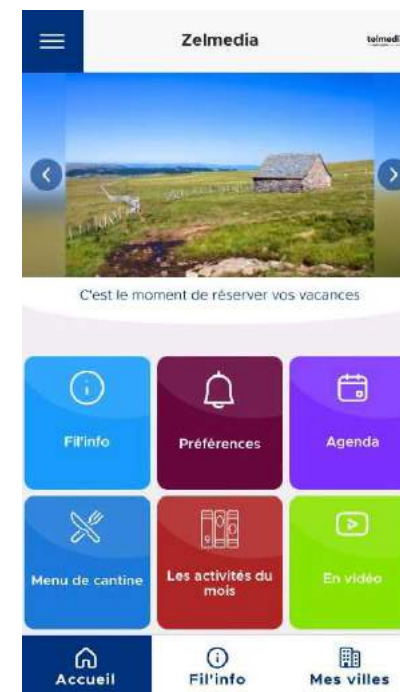 Zelmedia
telmedi
C'est le moment de réserver vos vacances
Fil'info
Préférences
Agenda
Menu de cantine
Les activités du
mois
En vidéo
Accueil
Fil'info
Mes villes